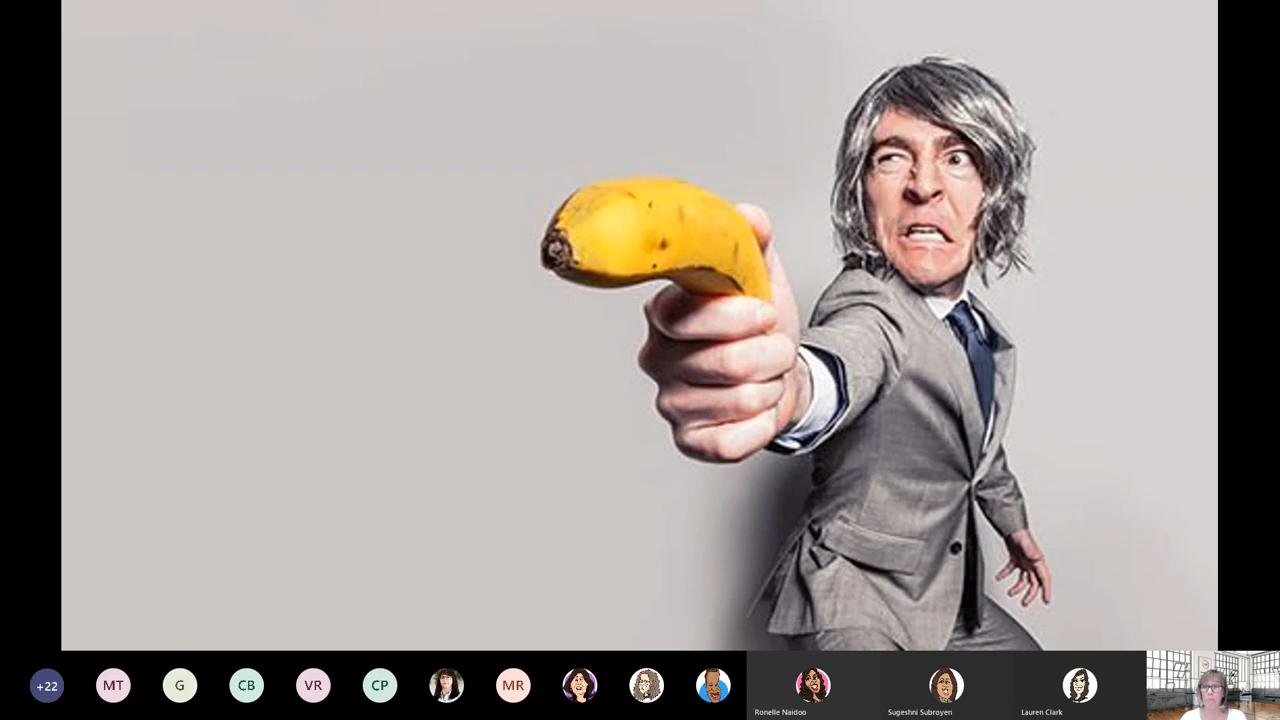 +22
MT
G
CB
VR
CP
MR
Ronelle Naidoo
Sugeshni Subroyen
Lauren Clark